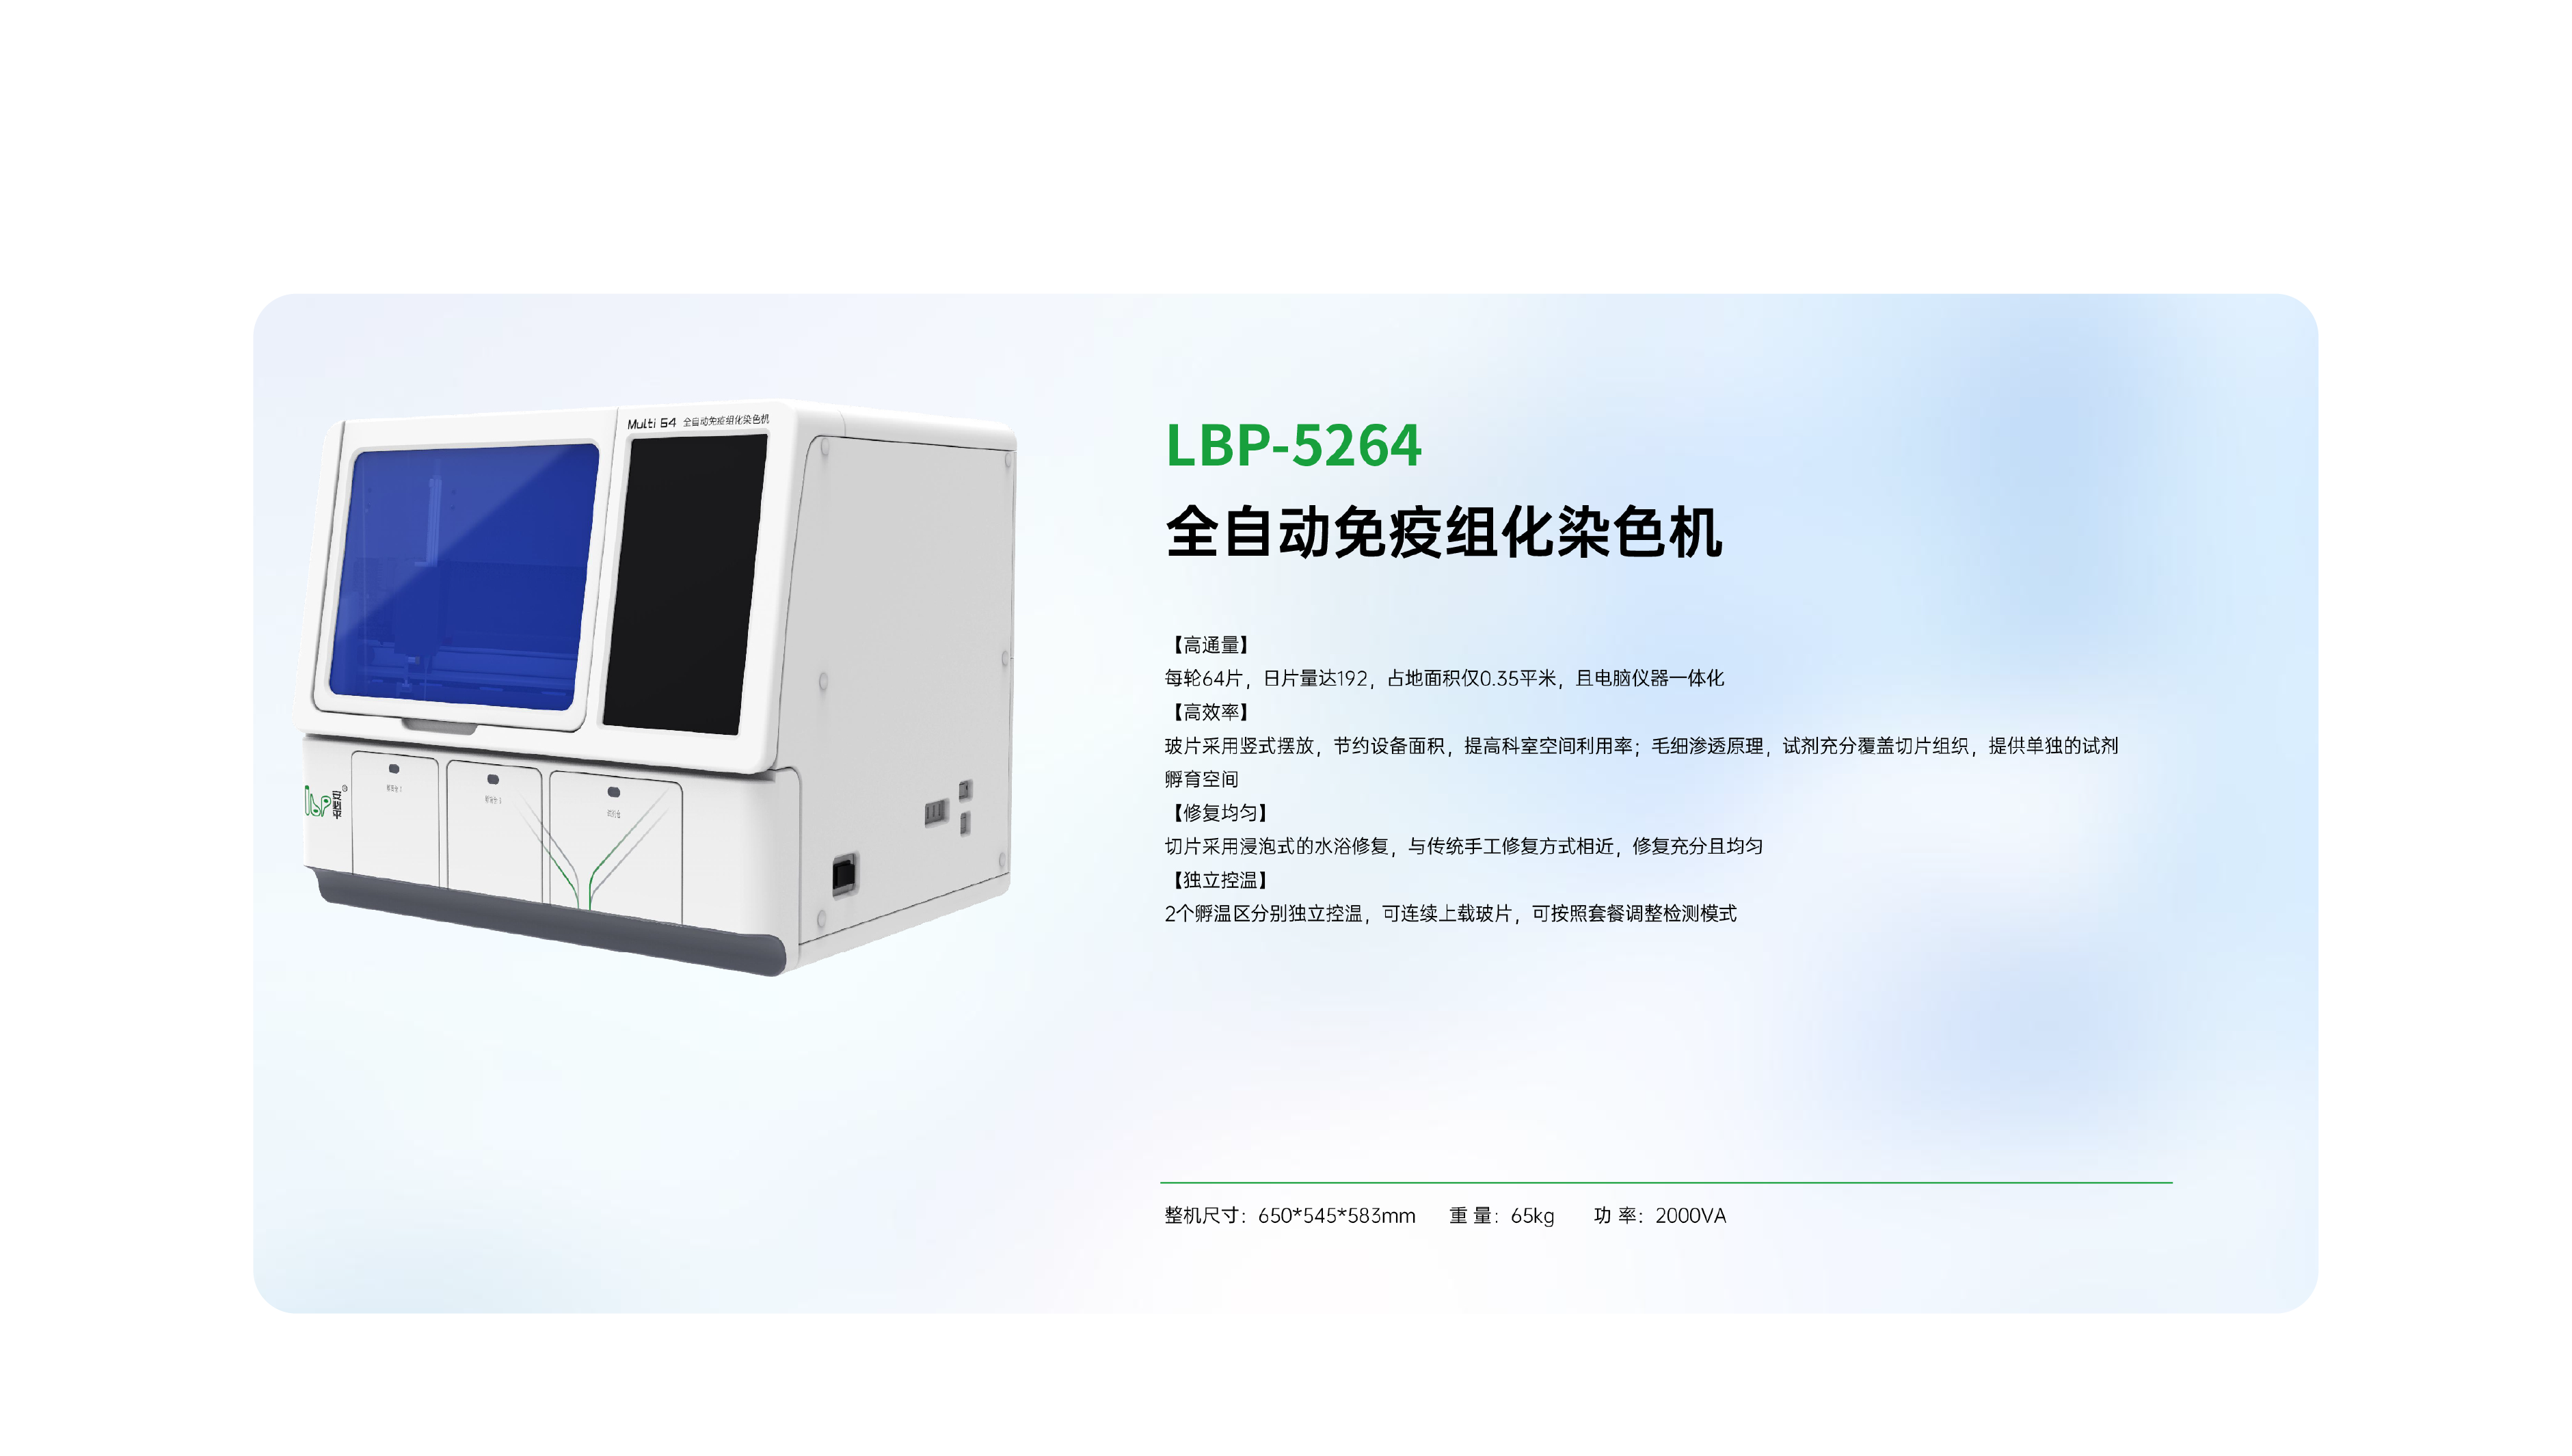 Multi 64 全自动免疫组化染色机
LBP-5264
全自动免疫组化染色机
【高通量】
每轮64片，日片量达192，占地面积仅0.35平米，且电脑仪器一体化
【高效率】
玻片采用竖式摆放，节约设备面积，提高科室空间利用率；毛细渗透原理，试剂充分覆盖切片组织，提供单独的试剂
孵育空间
【修复均匀】
切片采用浸泡式的水浴修复，与传统手工修复方式相近，修复充分且均匀
【独立控温】
2个孵温区分别独立控温，可连续上载玻片，可按照套餐调整检测模式
lbp 安必平®
整机尺寸：650*545*583mm 重 量：65kg 功 率：2000VA